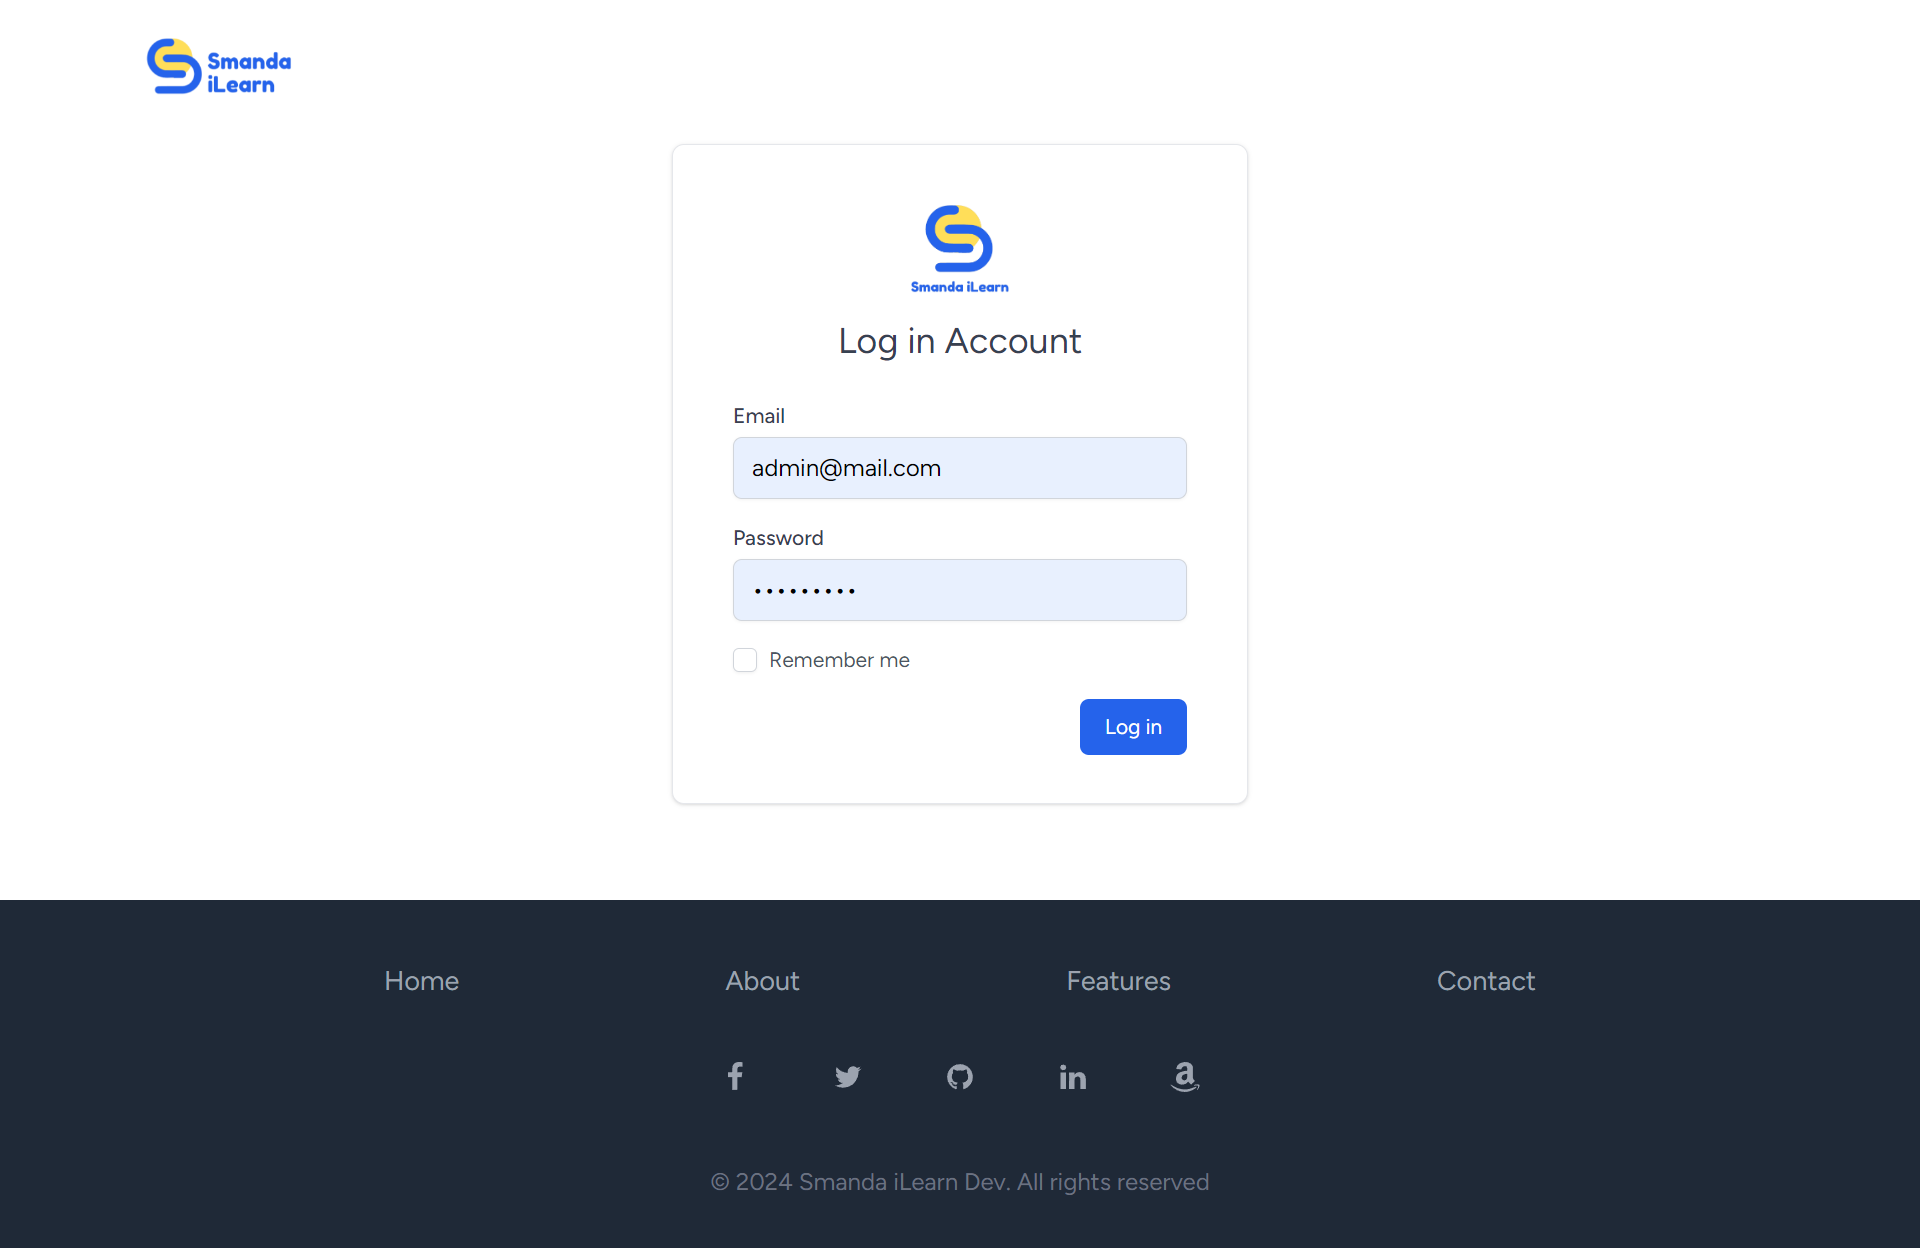 Smanda
iLearn
Smanda iLearn
Log in Account
Email
admin@mail.com
Password
•••••••••
Remember me
Log in
Home About Features Contact
© 2024 Smanda iLearn Dev. All rights reserved